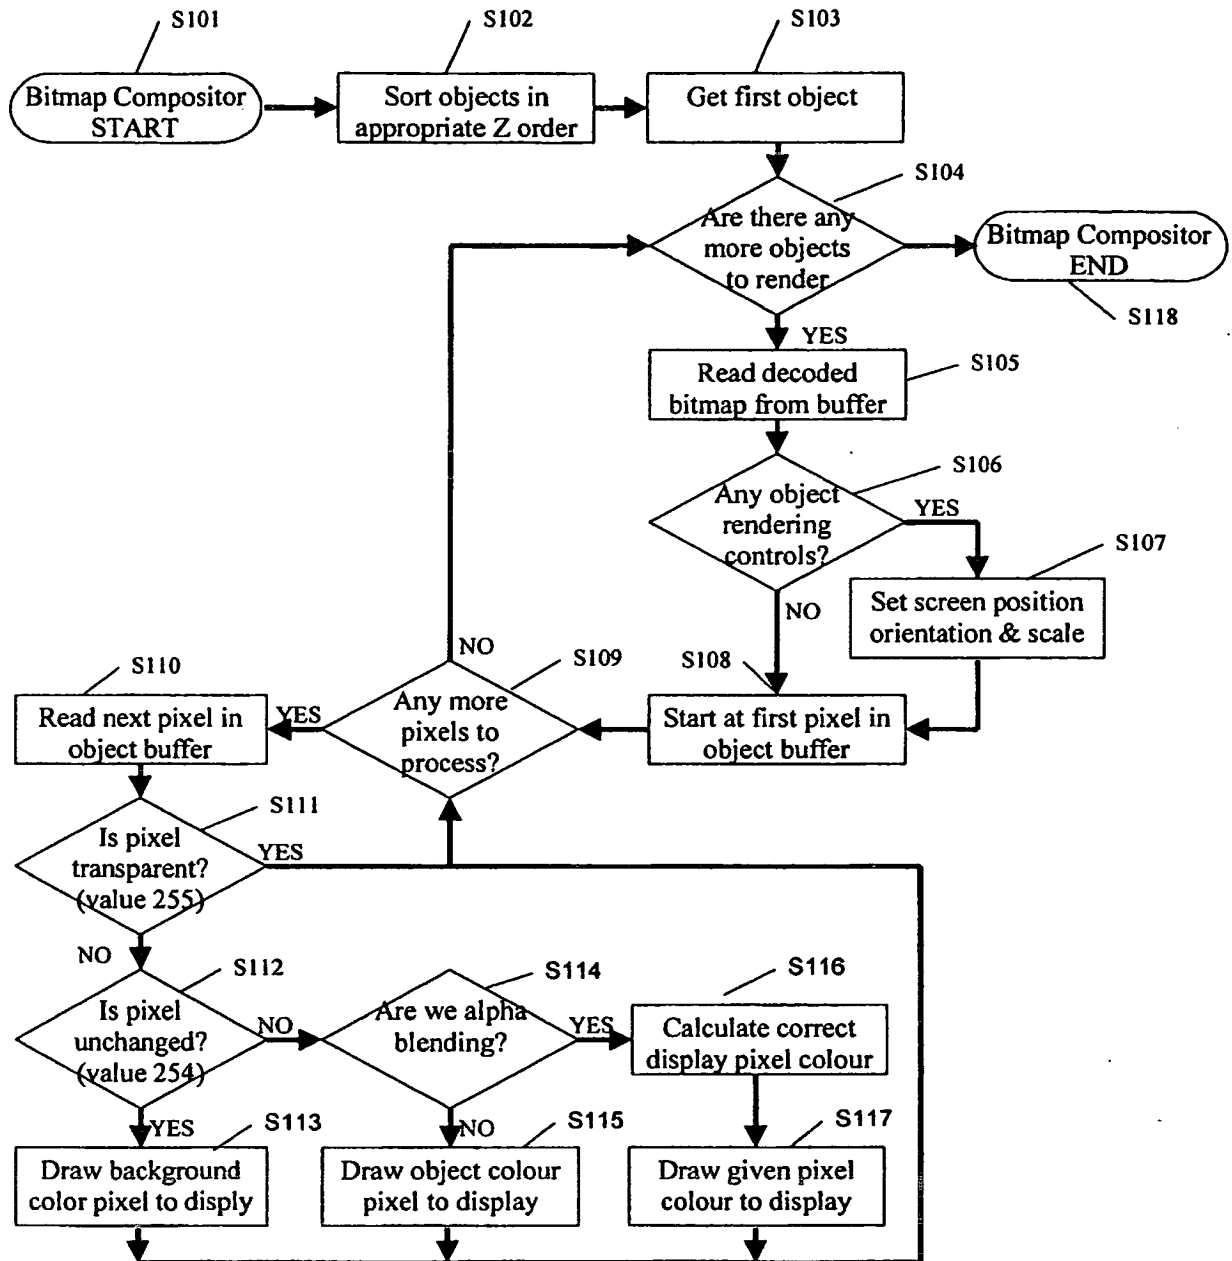 S101
S102
S103
Bitmap Compositor
START
Sort objects in
appropriate Z order
Get first object
S104
Are there any
more objects
to render
Bitmap Compositor
END
S118
YES
Read decoded
bitmap from buffer
S105
S106
Any object
rendering
controls?
YES
S107
NO
Set screen position
orientation & scale
NO
S109
S108
S110
Read next pixel in
object buffer
YES
Any more
pixels to
process?
Start at first pixel in
object buffer
S111
Is pixel
transparent?
(value 255)
YES
NO
S112
S114
S116
Is pixel
unchanged?
(value 254)
NO
Are we alpha
blending?
YES
Calculate correct
display pixel colour
YES
S113
NO
S115
S117
Draw background
color pixel to disply
Draw object colour
pixel to display
Draw given pixel
colour to display